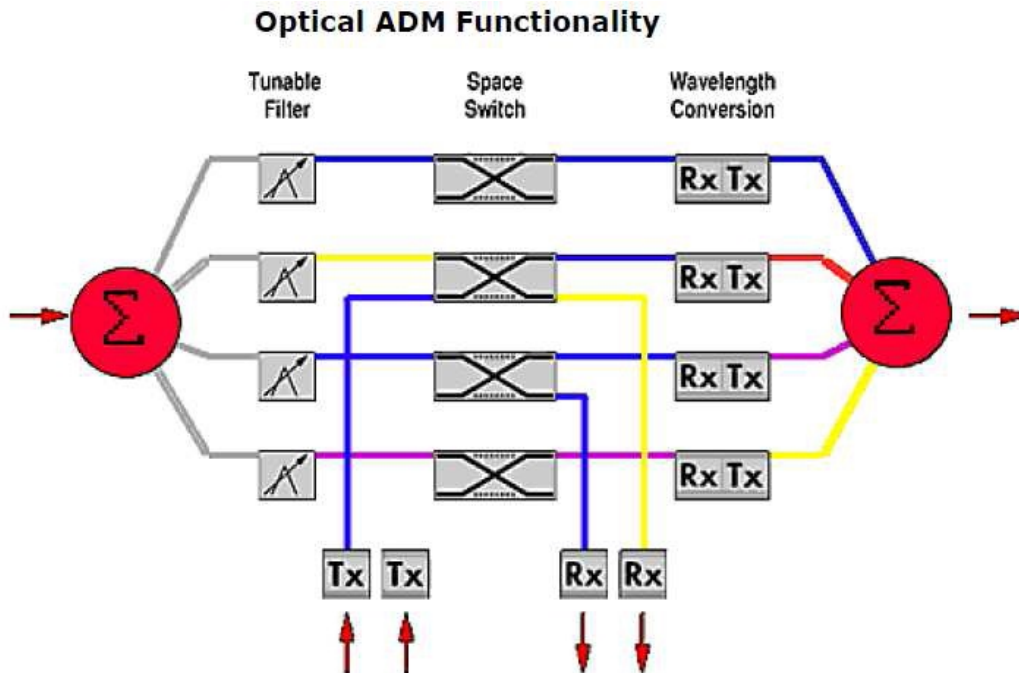 Optical ADM Functionality
Tunable Filter
Space Switch
Wavelength Conversion
Rx Tx
Σ
Rx Tx
Σ
Rx Tx
Rx Tx
Tx Tx Rx Rx